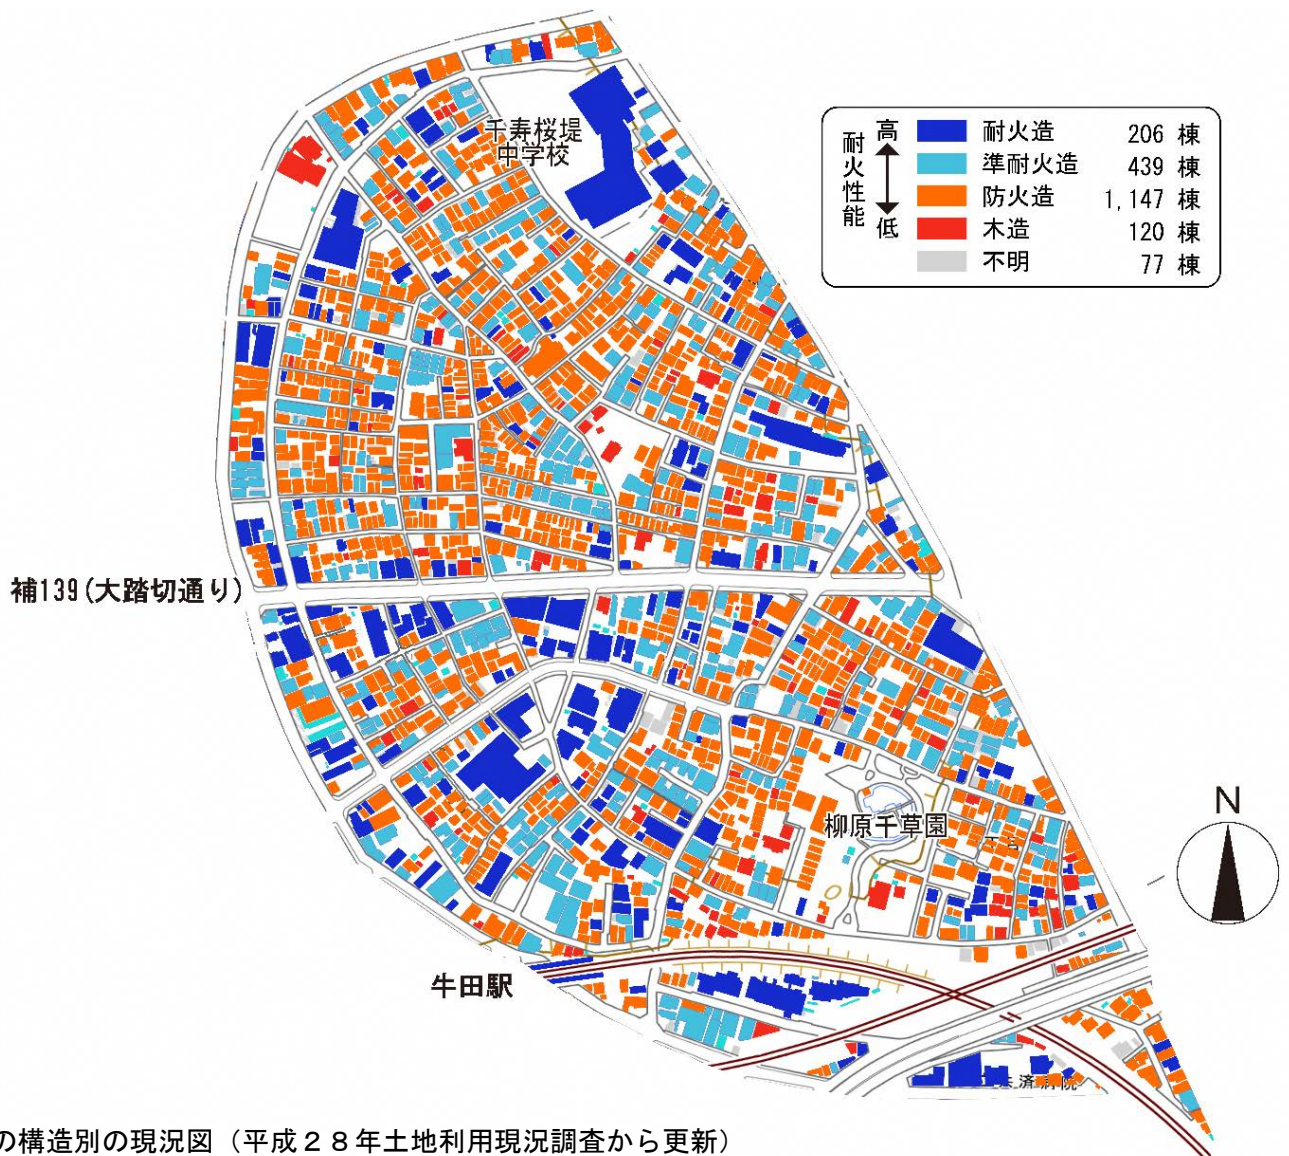 千寿桜堤
中学校
耐火性能
高
低
耐火造 206 棟
準耐火造 439 棟
防火造 1,147 棟
木造 120 棟
不明 77 棟
補139(大踏切通り)
柳原千草園
N
牛田駅
済病院
の構造別の現況図（平成２８年土地利用現況調査から更新）